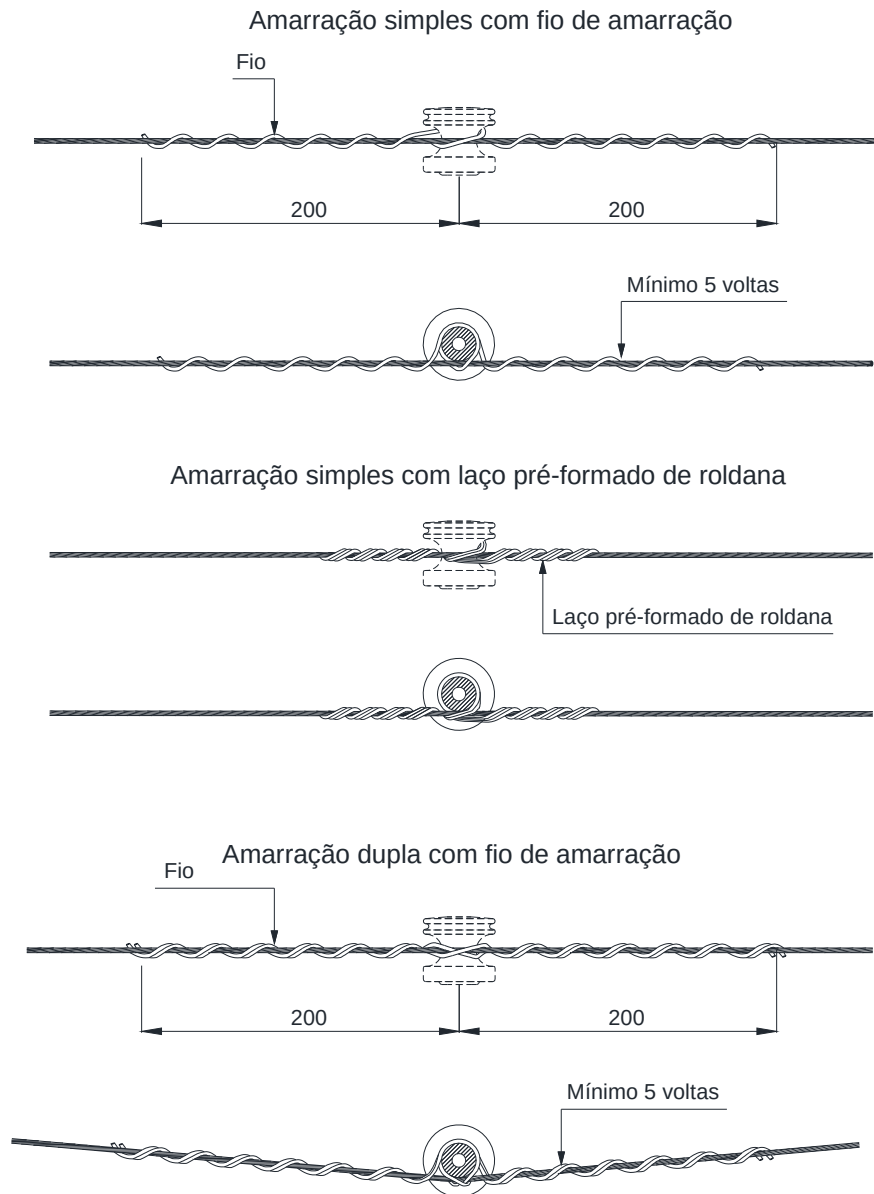 Amarração simples com fio de amarração
Fio
200
200
Mínimo 5 voltas
Amarração simples com laço pré-formado de roldana
Laço pré-formado de roldana
Amarração dupla com fio de amarração
Fio
200
200
Mínimo 5 voltas